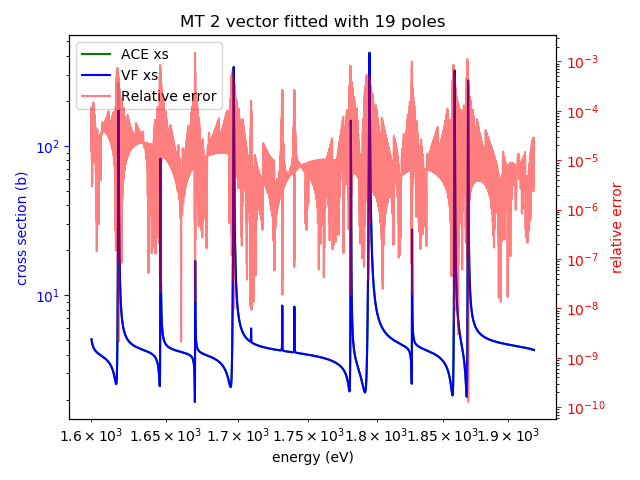 MT 2 vector fitted with 19 poles
ACE xs
VF xs
Relative error
cross section (b)
10²
10¹
relative error
10⁻³
10⁻⁴
10⁻⁵
10⁻⁶
10⁻⁷
10⁻⁸
10⁻⁹
10⁻¹⁰
1.6 × 10³ 1.65 × 10³ 1.7 × 10³ 1.75 × 10³ 1.8 × 10³ 1.85 × 10³ 1.9 × 10³
energy (eV)